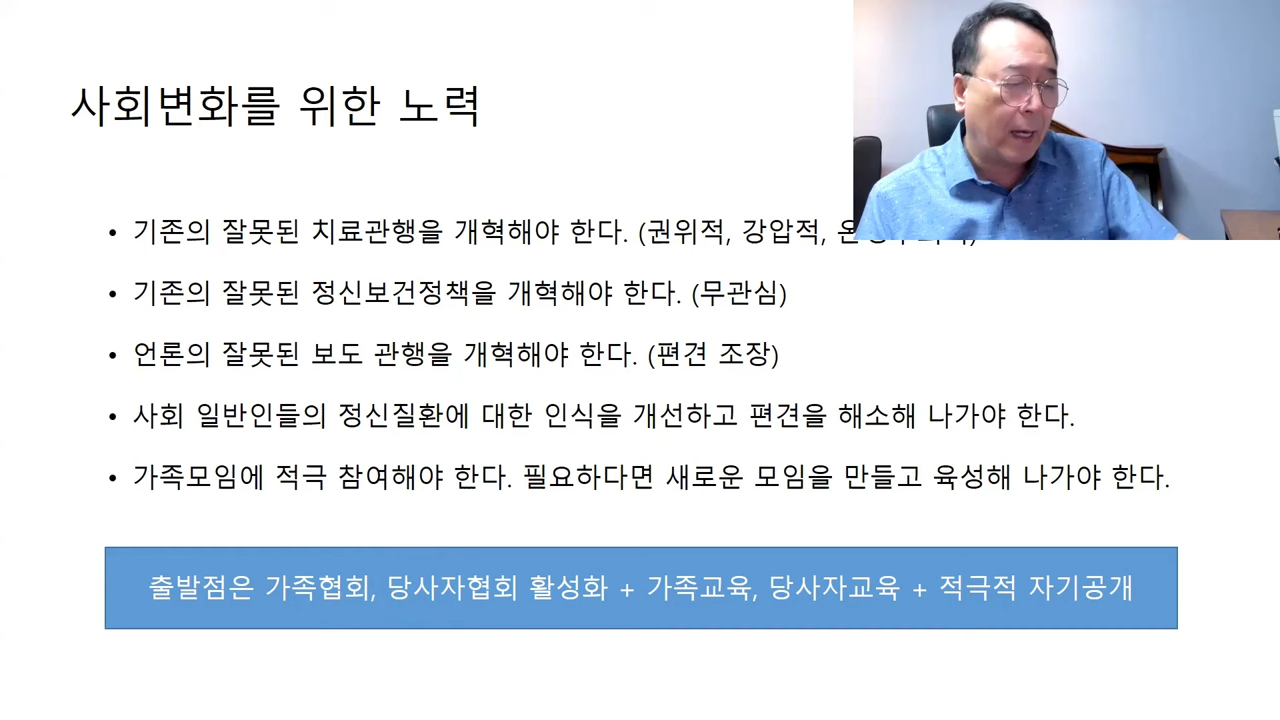 사회변화를 위한 노력
• 기존의 잘못된 치료관행을 개혁해야 한다. (권위적, 강압적,
• 기존의 잘못된 정신보건정책을 개혁해야 한다. (무관심)
• 언론의 잘못된 보도 관행을 개혁해야 한다. (편견 조장)
• 사회 일반인들의 정신질환에 대한 인식을 개선하고 편견을 해소해 나가야 한다.
• 가족모임에 적극 참여해야 한다. 필요하다면 새로운 모임을 만들고 육성해 나가야 한다.
출발점은 가족협회, 당사자협회 활성화 + 가족교육, 당사자교육 + 적극적 자기공개